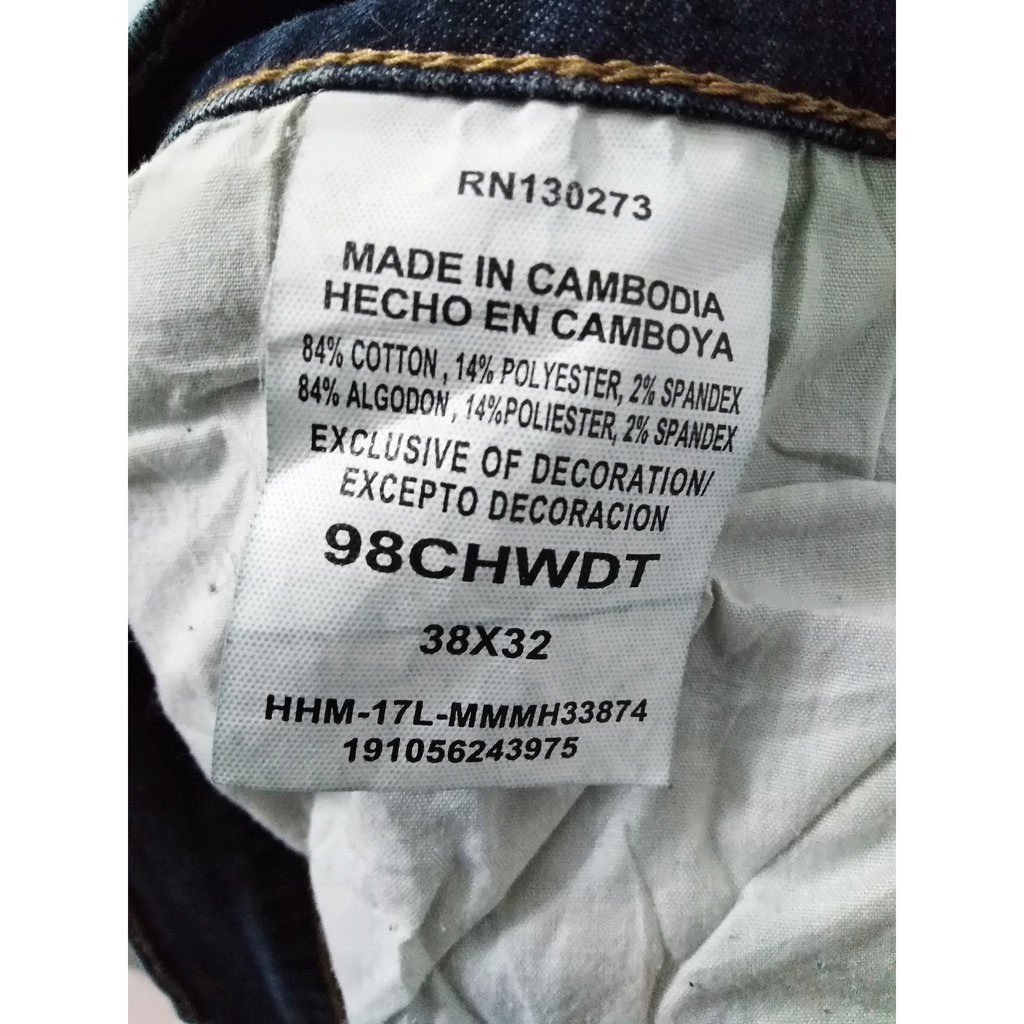 RN130273
MADE IN CAMBODIA
HECHO EN CAMBOYA
84% COTTON , 14% POLYESTER, 2% SPANDEX
84% ALGODON , 14%POLIESTER, 2% SPANDEX
EXCLUSIVE OF DECORATION/
EXCEPTO DECORACION
98CHWDT
38X32
HHM-17L-MMMH33874
191056243975